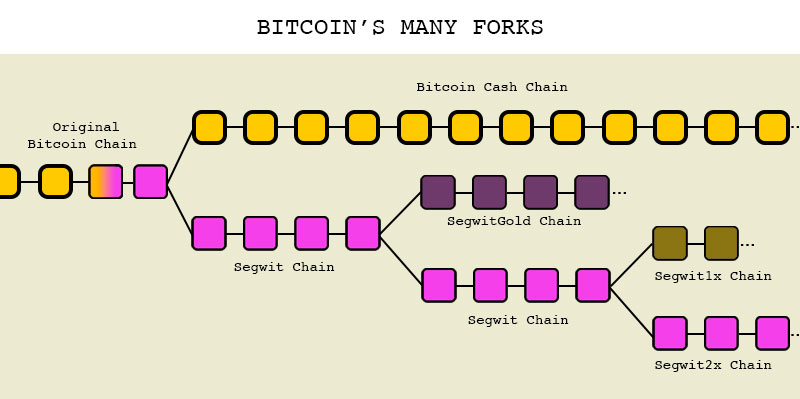 BITCOIN’S MANY FORKS
Bitcoin Cash Chain
Original
Bitcoin Chain
SegwitGold Chain
Segwit Chain
Segwit1x Chain
Segwit Chain
Segwit2x Chain